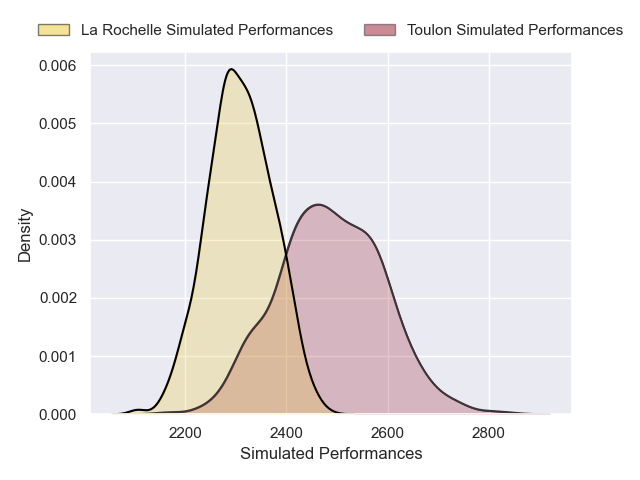 La Rochelle Simulated Performances
Toulon Simulated Performances
0.006
0.005
0.004
0.003
0.002
0.001
0.000
Density
2200 2400 2600 2800
Simulated Performances